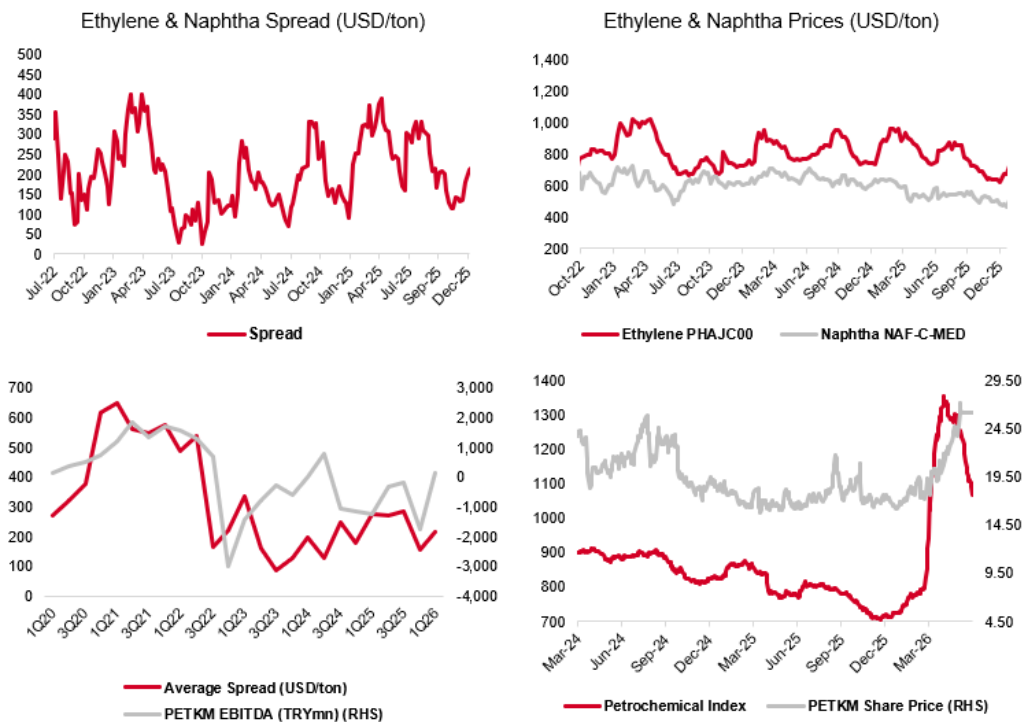 Ethylene & Naphtha Spread (USD/ton)
500
450
400
350
300
250
200
150
100
50
0
Jul-22
Oct-22
Jan-23
Apr-23
Jul-23
Oct-23
Jan-24
Apr-24
Jul-24
Oct-24
Jan-25
Apr-25
Jul-25
Sep-25
Dec-25
Spread
Ethylene & Naphtha Prices (USD/ton)
1,400
1,200
1,000
800
600
400
200
Oct-22
Jan-23
Apr-23
Jul-23
Oct-23
Dec-23
Mar-24
Jun-24
Sep-24
Dec-24
Mar-25
Jun-25
Sep-25
Dec-25
Ethylene PHAJC00
Naphtha NAF-C-MED
700
600
500
400
300
200
100
0
3,000
2,000
1,000
0
-1,000
-2,000
-3,000
-4,000
1Q20
3Q20
1Q21
3Q21
1Q22
3Q22
1Q23
3Q23
1Q24
3Q24
1Q25
3Q25
1Q26
Average Spread (USD/ton)
PETKM EBITDA (TRYmn) (RHS)
1400
1300
1200
1100
1000
900
800
700
29.50
24.50
19.50
14.50
9.50
4.50
Mar-24
Jun-24
Sep-24
Dec-24
Mar-25
Jun-25
Sep-25
Dec-25
Mar-26
Petrochemical Index
PETKM Share Price (RHS)